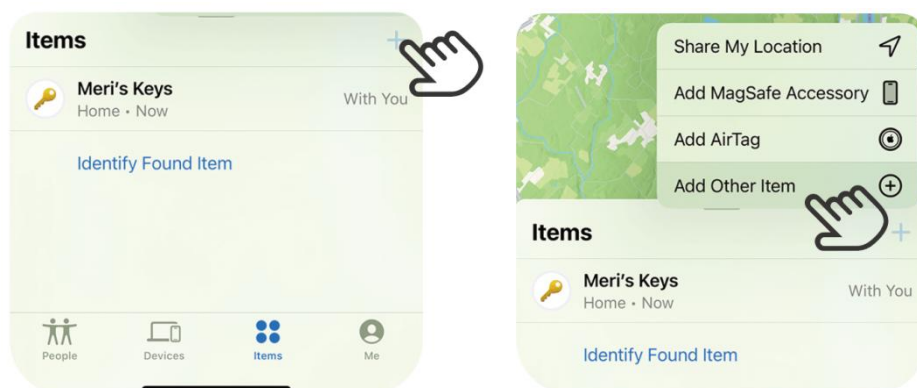 Items
Meri's Keys
Home • Now
With You
Identify Found Item
People
Devices
Items
Me
Share My Location
Add MagSafe Accessory
Add AirTag
Add Other Item
Items
Meri's Keys
Home • Now
With You
Identify Found Item